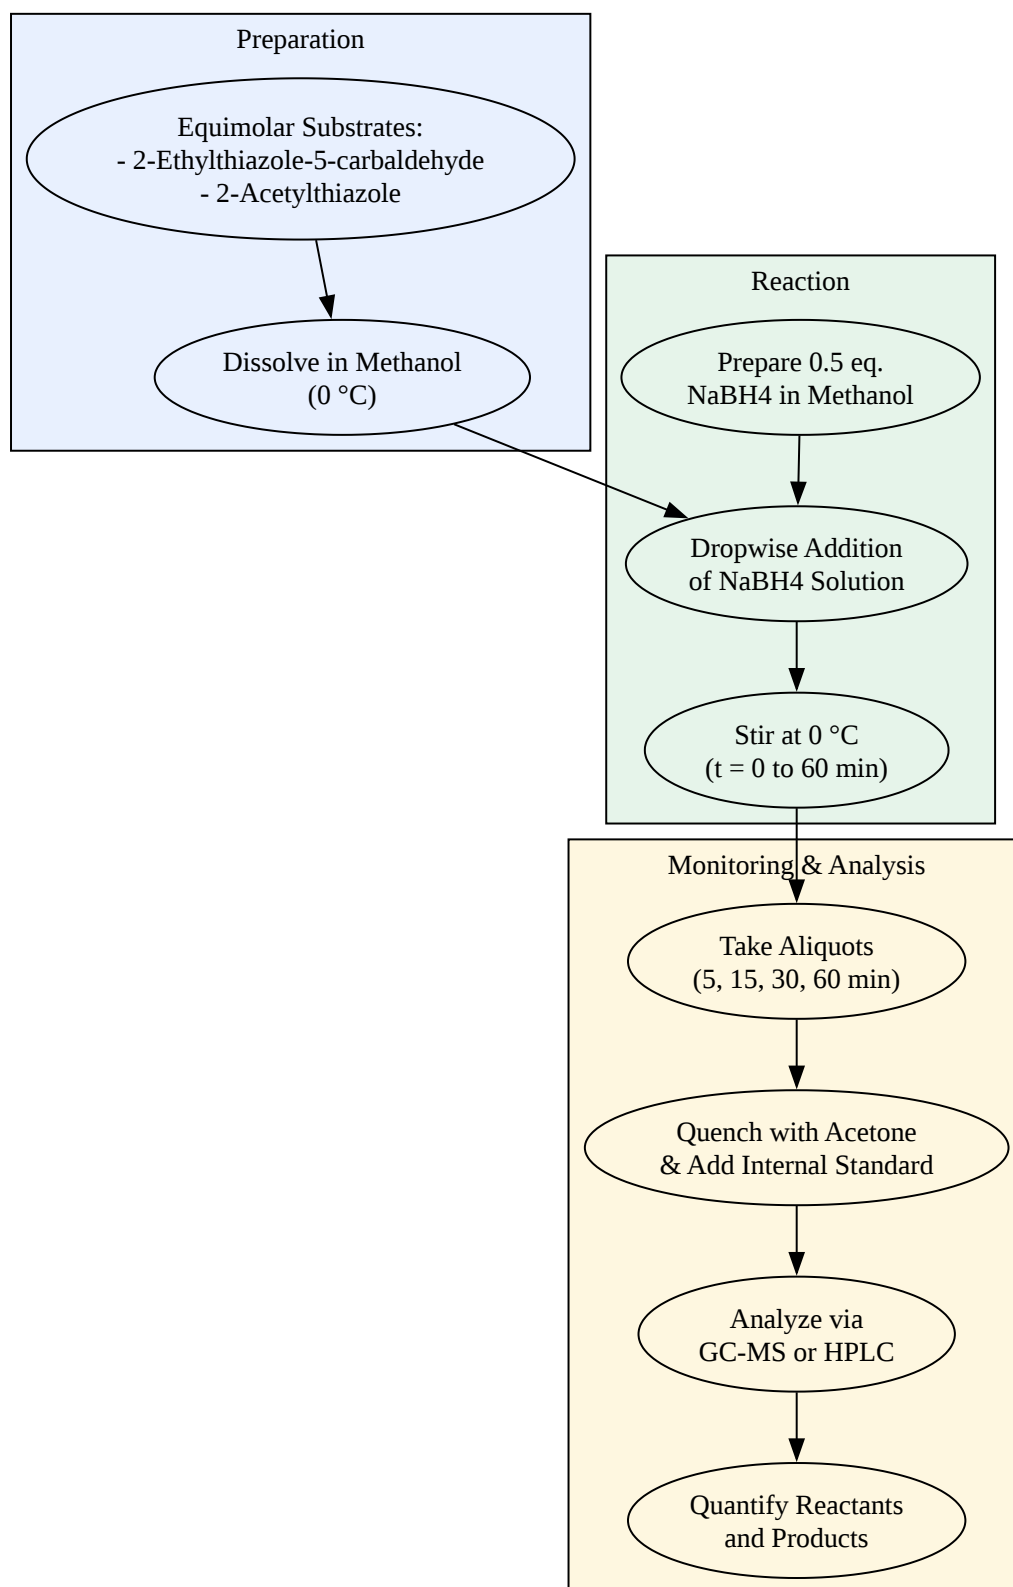 Preparation
Equimolar Substrates:
- 2-Ethylthiazole-5-carbaldehyde
- 2-Acetylthiazole
Dissolve in Methanol
(0 °C)
Reaction
Prepare 0.5 eq.
NaBH4 in Methanol
Dropwise Addition
of NaBH4 Solution
Stir at 0 °C
(t = 0 to 60 min)
Monitoring & Analysis
Take Aliquots
(5, 15, 30, 60 min)
Quench with Acetone
& Add Internal Standard
Analyze via
GC-MS or HPLC
Quantify Reactants
and Products